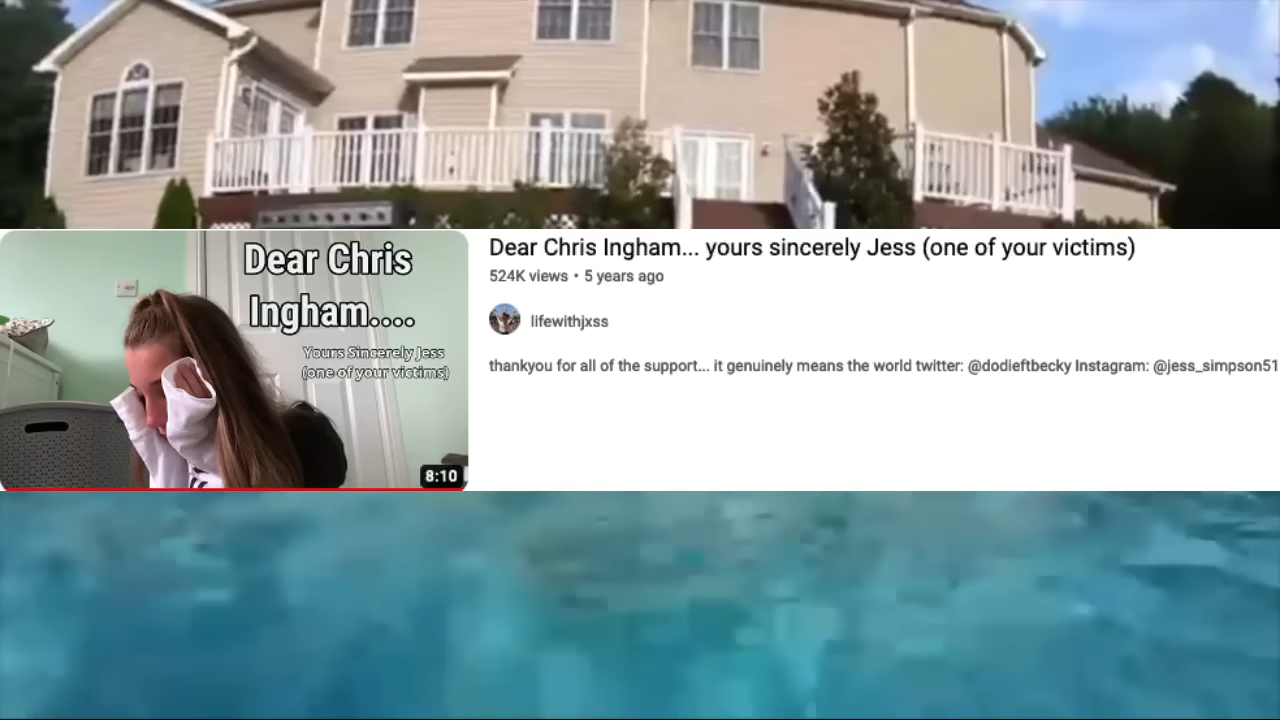 Dear Chris
Ingham....
Yours Sincerely Jess
(one of your victims)
8:10
Dear Chris Ingham... yours sincerely Jess (one of your victims)
524K views • 5 years ago
lifewithjxss
thankyou for all of the support... it genuinely means the world twitter: @dodieftbecky Instagram: @jess_simpson51